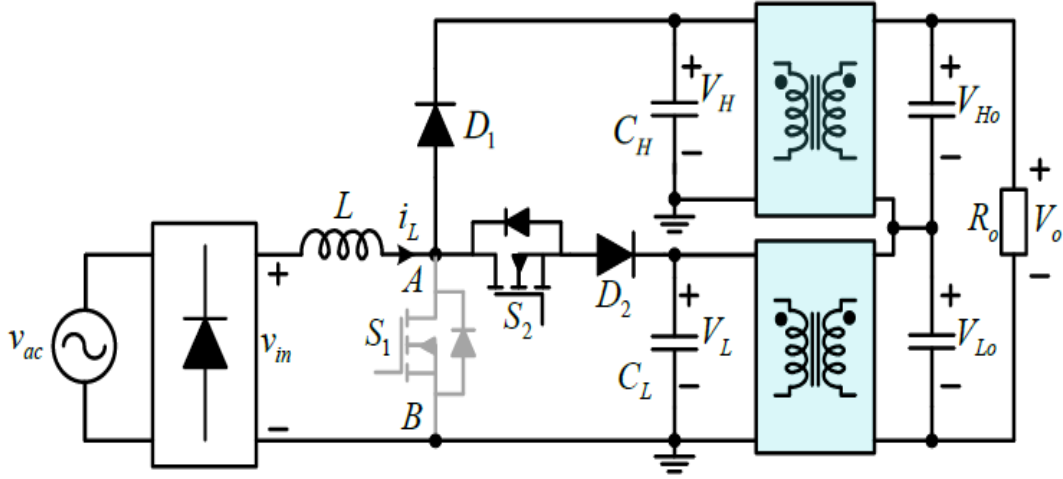 V_H
V_Ho
D_1
C_H
L
i_L
R_o
V_o
A
D_2
S_2
v_ac
v_in
S_1
V_L
V_Lo
C_L
B
+
−
+
−
+
−
+
−
+
−
+
−